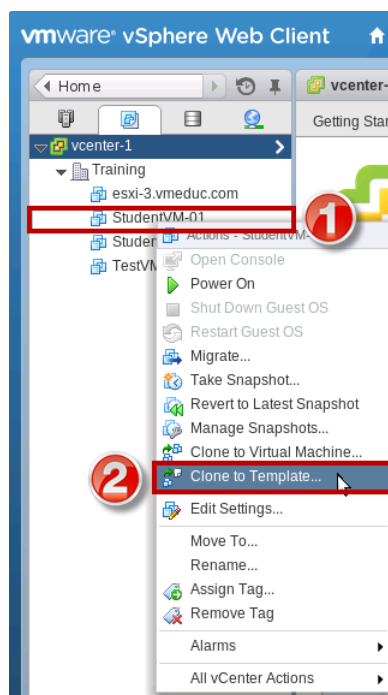 vmware® vSphere Web Client
Home
vcenter-
Getting Star
vcenter-1
Training
esxi-3.vmeduc.com
StudentVM-01
1
Studen
Actions - StudentVM-
TestVM
Open Console
Power On
Shut Down Guest OS
Restart Guest OS
Migrate...
Take Snapshot...
Revert to Latest Snapshot
Manage Snapshots...
Clone to Virtual Machine...
2
Clone to Template...
Edit Settings...
Move To...
Rename...
Assign Tag...
Remove Tag
Alarms
All vCenter Actions